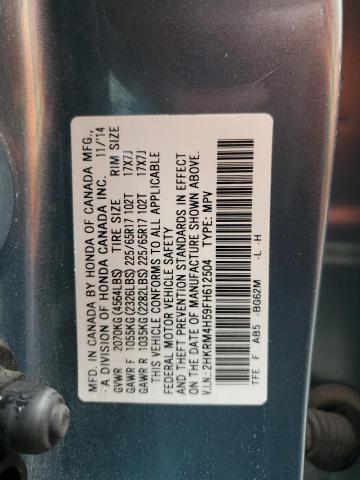 MFD. IN CANADA BY HONDA OF CANADA MFG.,
- A DIVISION OF HONDA CANADA INC. 11/14
GVWR 2070KG (4564LBS) TIRE SIZE RIM SIZE
GAWR F 1055KG (2326LBS) 225/65R17 102T 17X7J
GAWR R 1035KG (2282LBS) 225/65R17 102T 17X7J
THIS VEHICLE CONFORMS TO ALL APPLICABLE
FEDERAL MOTOR VEHICLE SAFETY
AND THEFT PREVENTION STANDARDS IN EFFECT
ON THE DATE OF MANUFACTURE SHOWN ABOVE.
V.I.N.: 2HKRM4H59FH612504 TYPE: MPV
TFE F AB5 -BG62M -L -H